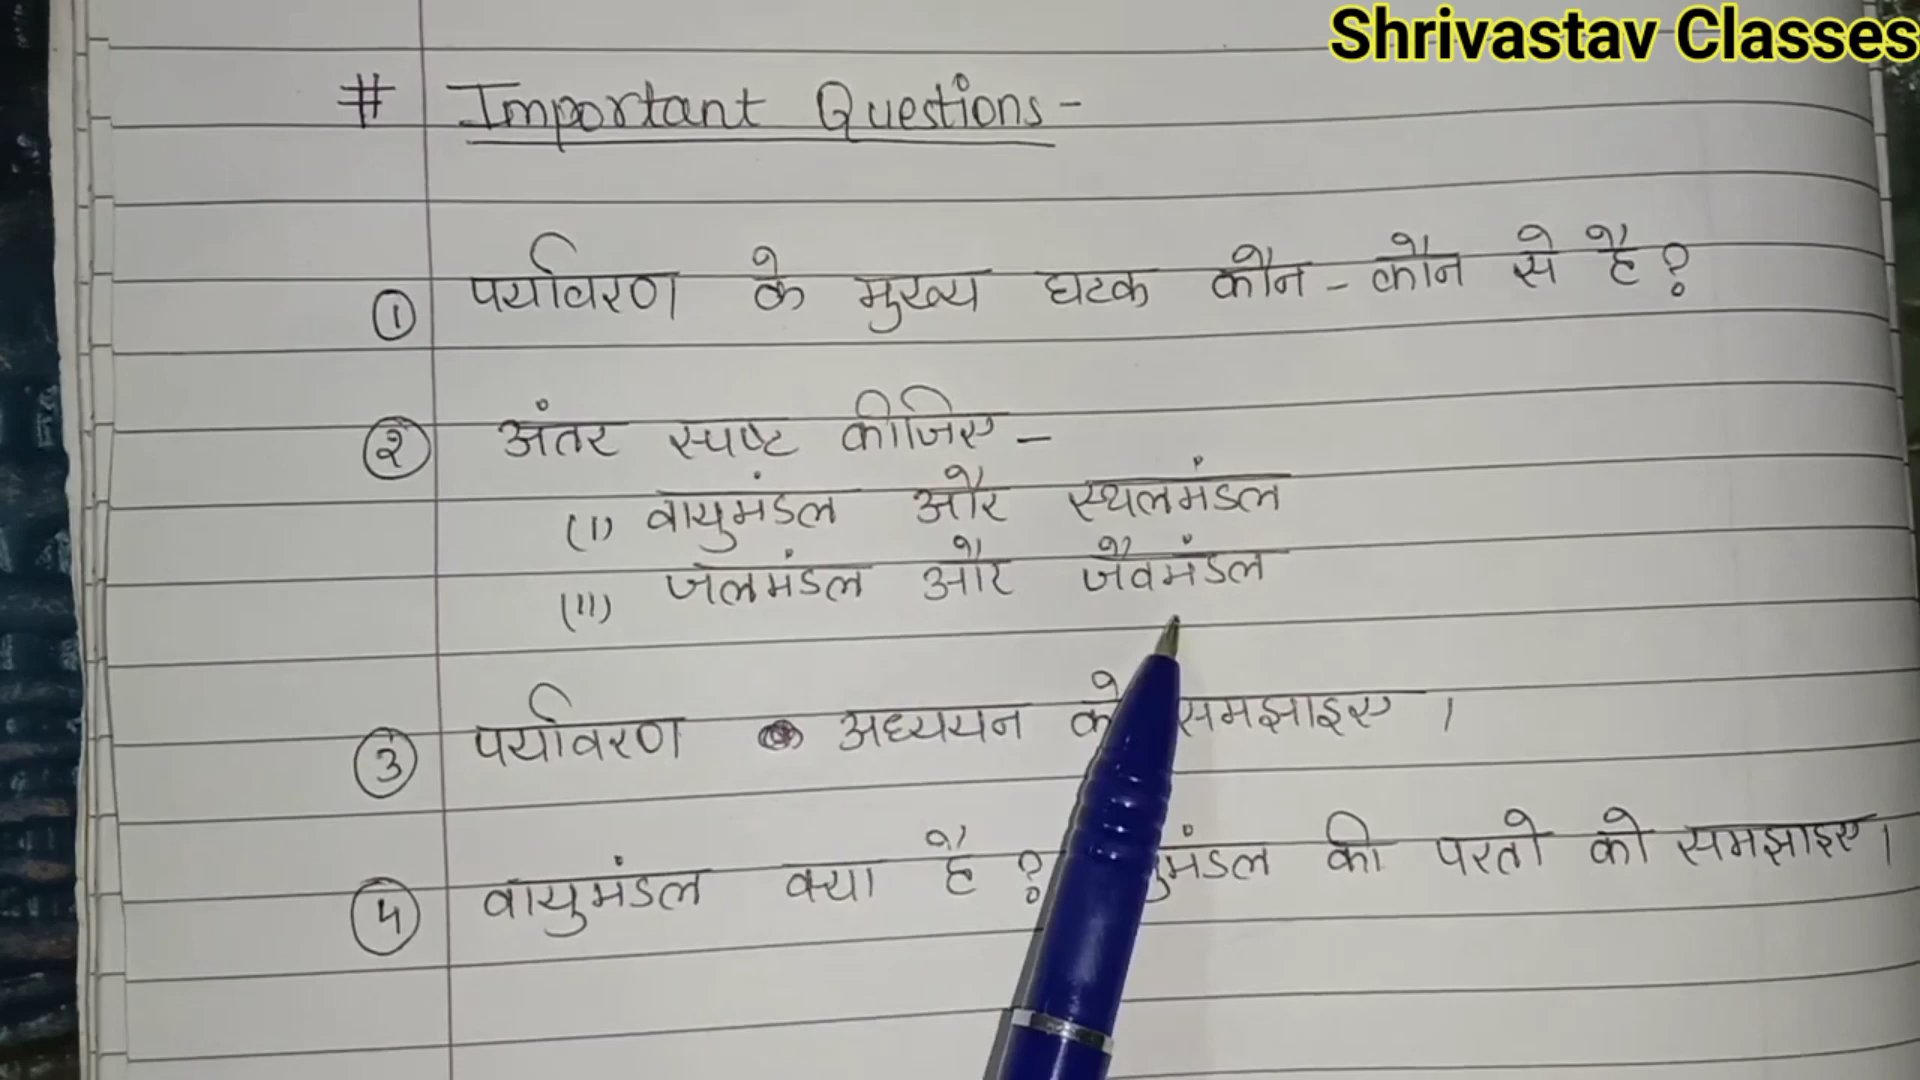 Shrivastav Classes
# Important Questions -
① पर्यावरण के मुख्य घटक कौन - कौन से है ?
② अंतर स्पष्ट कीजिए -
(I) वायुमंडल और स्थलमंडल
(II) जलमंडल और जैवमंडल
③ पर्यावरण अध्ययन को समझाइए ।
④ वायुमंडल क्या है ? की परतो को समझाइए ।